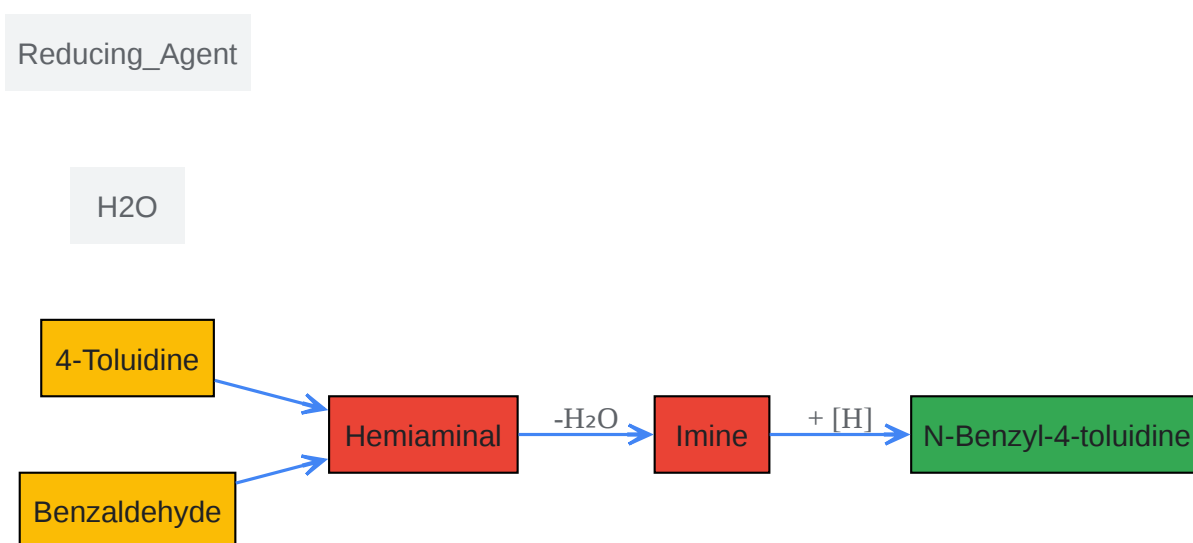 Reducing_Agent
H2O
4-Toluidine
Benzaldehyde
Hemiaminal
-H₂O
Imine
+ [H]
N-Benzyl-4-toluidine